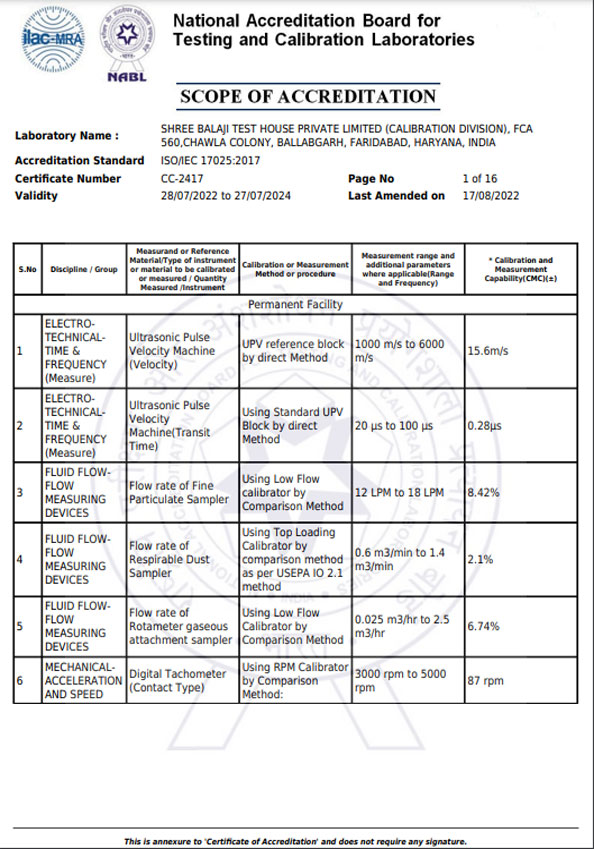 ilac-MRA
NABL
National Accreditation Board for
Testing and Calibration Laboratories
SCOPE OF ACCREDITATION
Laboratory Name :
SHREE BALAJI TEST HOUSE PRIVATE LIMITED (CALIBRATION DIVISION), FCA
560,CHAWLA COLONY, BALLABGARH, FARIDABAD, HARYANA, INDIA
Accreditation Standard ISO/IEC 17025:2017
Certificate Number CC-2417 Page No 1 of 16
Validity 28/07/2022 to 27/07/2024 Last Amended on 17/08/2022
S.No
Discipline / Group
Measurand or Reference
Material/Type of instrument
or material to be calibrated
or measured / Quantity
Measured /Instrument
Calibration or Measurement
Method or procedure
Measurement range and
additional parameters
where applicable(Range
and Frequency)
* Calibration and
Measurement
Capability(CMC)(±)
Permanent Facility
1
ELECTRO-
TECHNICAL-
TIME &
FREQUENCY
(Measure)
Ultrasonic Pulse
Velocity Machine
(Velocity)
UPV reference block
by direct Method
1000 m/s to 6000
m/s
15.6m/s
2
ELECTRO-
TECHNICAL-
TIME &
FREQUENCY
(Measure)
Ultrasonic Pulse
Velocity
Machine(Transit
Time)
Using Standard UPV
Block by direct
Method
20 µs to 100 µs
0.28µs
3
FLUID FLOW-
FLOW
MEASURING
DEVICES
Flow rate of Fine
Particulate Sampler
Using Low Flow
calibrator by
Comparison Method
12 LPM to 18 LPM
8.42%
4
FLUID FLOW-
FLOW
MEASURING
DEVICES
Flow rate of
Respirable Dust
Sampler
Using Top Loading
Calibrator by
comparison method
as per USEPA IO 2.1
method
0.6 m3/min to 1.4
m3/min
2.1%
5
FLUID FLOW-
FLOW
MEASURING
DEVICES
Flow rate of
Rotameter gaseous
attachment sampler
Using Low Flow
Calibrator by
Comparison Method
0.025 m3/hr to 2.5
m3/hr
6.74%
6
MECHANICAL-
ACCELERATION
AND SPEED
Digital Tachometer
(Contact Type)
Using RPM Calibrator
by Comparison
Method:
3000 rpm to 5000
rpm
87 rpm
This is annexure to 'Certificate of Accreditation' and does not require any signature.